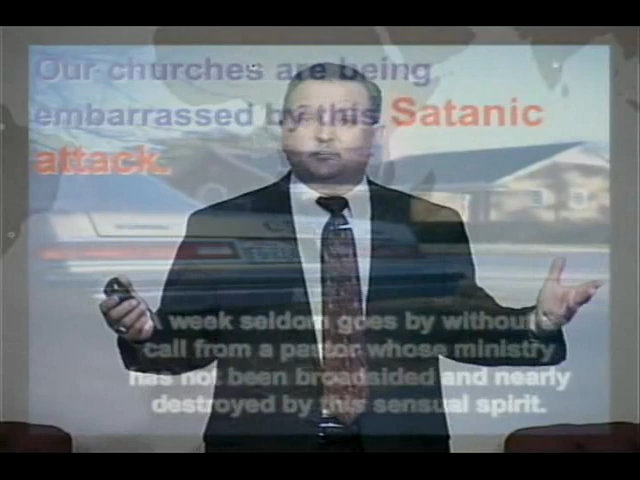 Our churches are being
embarrassed by this Satanic
attack.
A week seldom goes by without
call from a pastor whose ministry
has not been broadsided and nearly
destroyed by this sensual spirit.